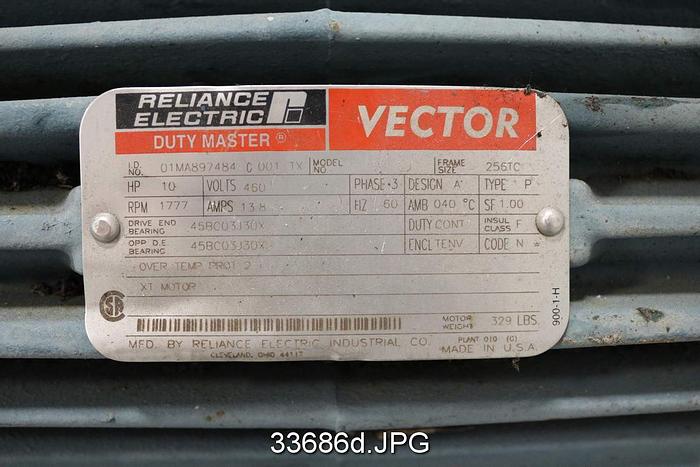 RELIANCE
ELECTRIC
DUTY MASTER ®
VECTOR
I.D. NO. 01MA897484 C 001 TX MODEL NO FRAME SIZE 256TC
HP 10 VOLTS 460 PHASE 3 DESIGN A TYPE P
RPM 1777 AMPS 13.8 HZ 60 AMB 040 °C SF 1.00
DRIVE END BEARING 45BC03J30X DUTY CONT INSUL CLASS F
OPP D.E. BEARING 45BC03J30X ENCL TENV CODE N
OVER TEMP PROT 2
XT MOTOR
MOTOR WEIGHT 329 LBS.
900-1-H
MFD. BY RELIANCE ELECTRIC INDUSTRIAL CO. PLANT 010 (G)
CLEVELAND, OHIO 44117 MADE IN U.S.A.
33686d.JPG